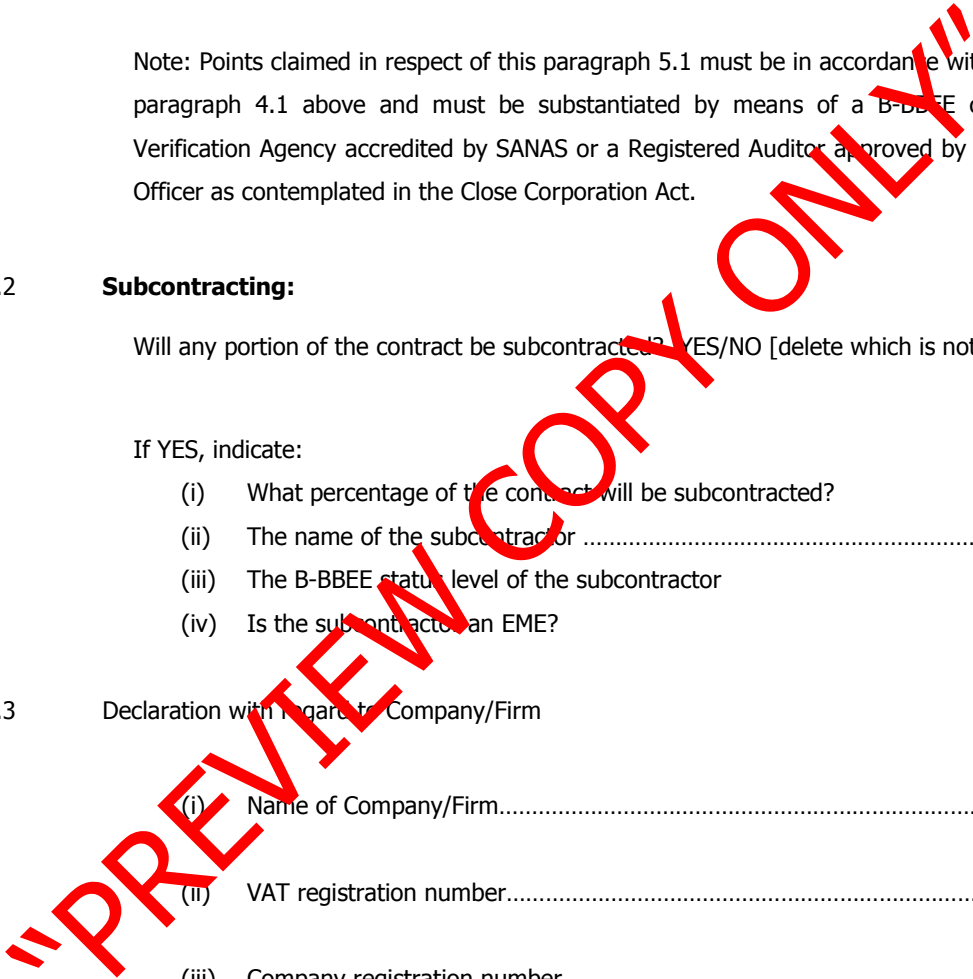 Note: Points claimed in respect of this paragraph 5.1 must be in accordance wit
paragraph 4.1 above and must be substantiated by means of a B-BBEE c
Verification Agency accredited by SANAS or a Registered Auditor approved by
Officer as contemplated in the Close Corporation Act.
.2 Subcontracting:
Will any portion of the contract be subcontracted? YES/NO [delete which is not
If YES, indicate:
(i) What percentage of the contract will be subcontracted?
(ii) The name of the subcontractor ………………………………………………………
(iii) The B-BBEE status level of the subcontractor
(iv) Is the subcontractor an EME?
.3 Declaration with regard to Company/Firm
(i) Name of Company/Firm……………………………………………………………………
(ii) VAT registration number……………………………………………………………………
(iii) Company registration number
"PREVIEW COPY ONLY"